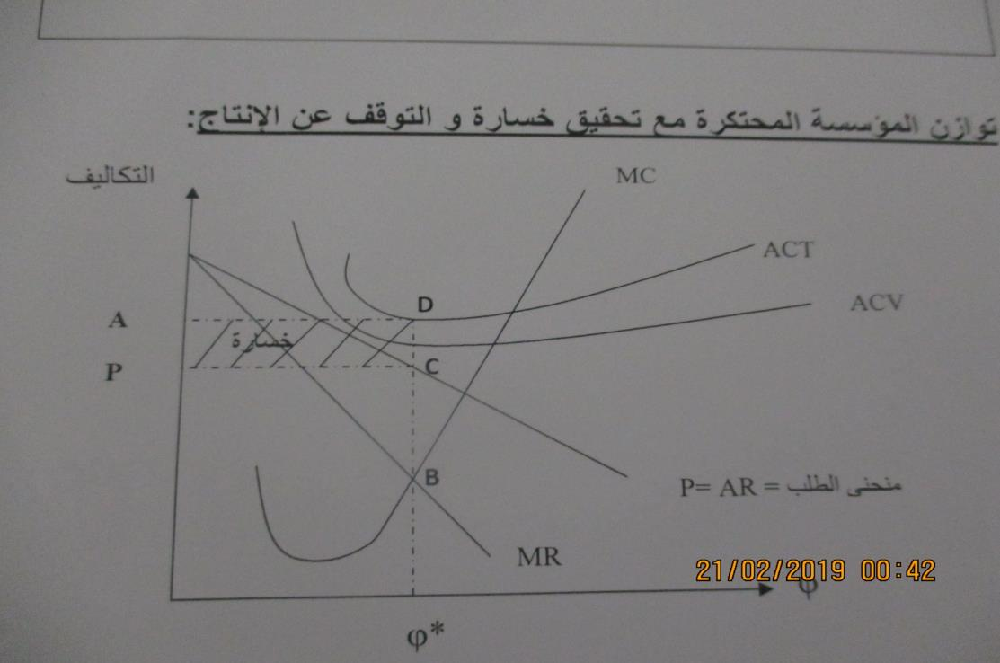 توازن المؤسسة المحتكرة مع تحقيق خسارة و التوقف عن الإنتاج:
التكاليف
MC
ACT
ACV
D
A
خسارة
P
C
B
P= AR = منحنى الطلب
MR
21/02/2019 00:42
φ
φ*